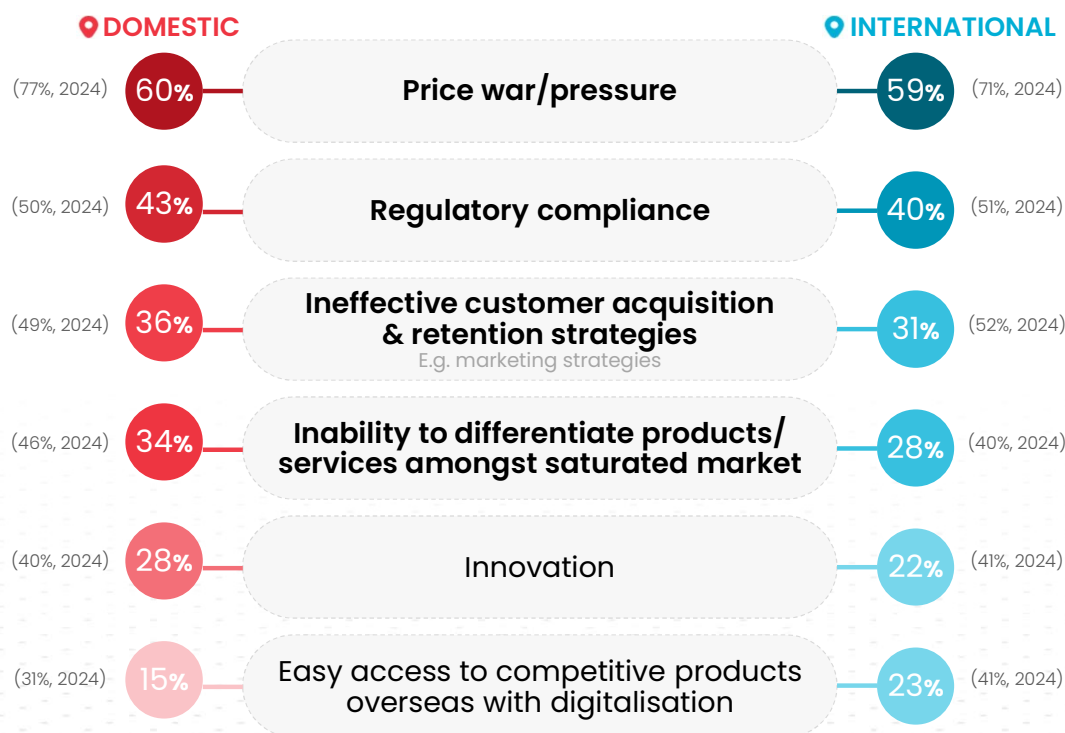 DOMESTIC
INTERNATIONAL
(77%, 2024)
60%
Price war/pressure
59%
(71%, 2024)
(50%, 2024)
43%
Regulatory compliance
40%
(51%, 2024)
(49%, 2024)
36%
Ineffective customer acquisition
& retention strategies
E.g. marketing strategies
31%
(52%, 2024)
(46%, 2024)
34%
Inability to differentiate products/
services amongst saturated market
28%
(40%, 2024)
(40%, 2024)
28%
Innovation
22%
(41%, 2024)
(31%, 2024)
15%
Easy access to competitive products
overseas with digitalisation
23%
(41%, 2024)